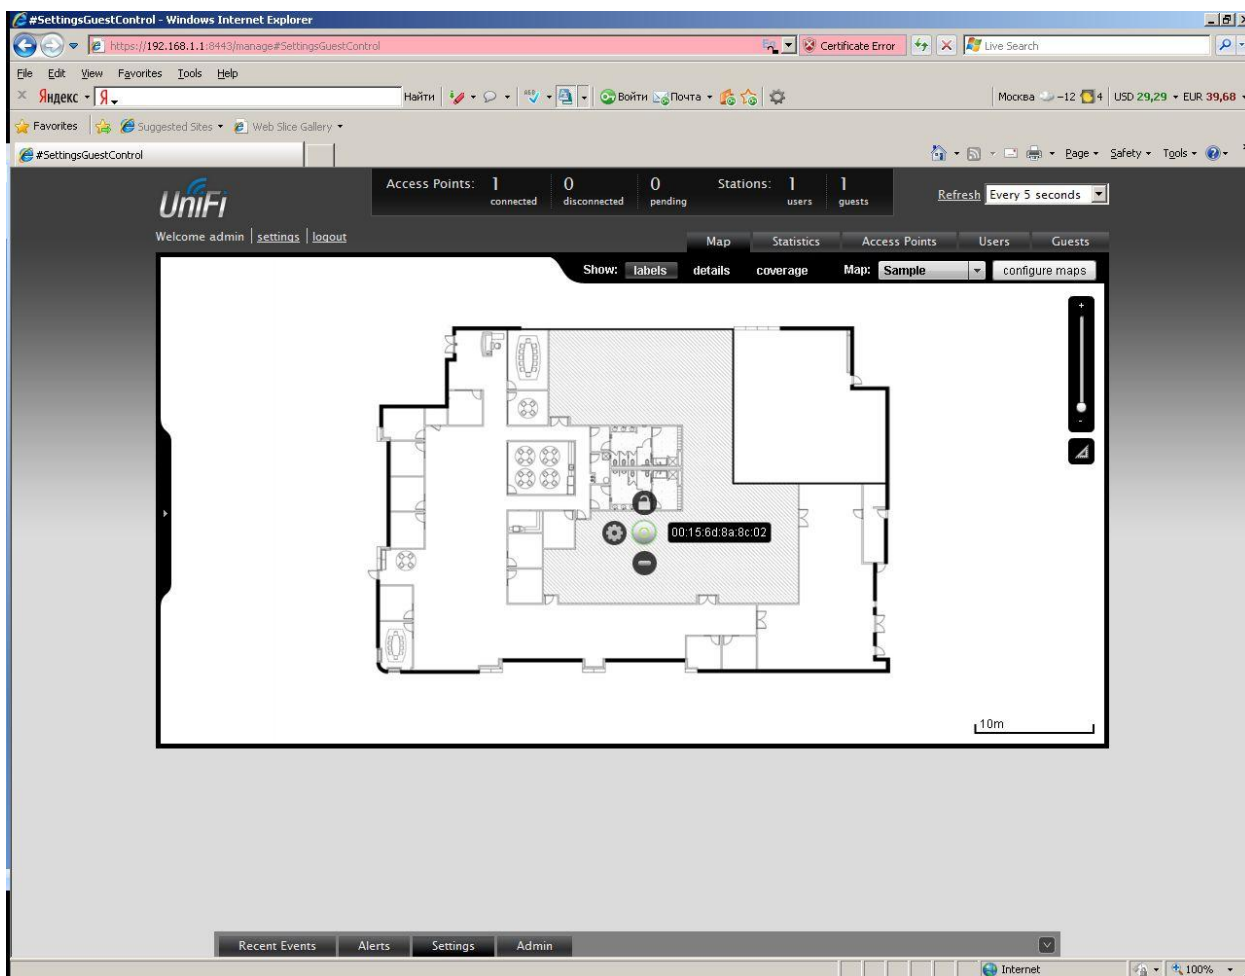 #SettingsGuestControl - Windows Internet Explorer
https://192.168.1.1:8443/manage#SettingsGuestControl
Certificate Error
Live Search
File Edit View Favorites Tools Help
Яндекс
Я
Найти
Войти
Почта
Москва -12
4
USD 29,29
EUR 39,68
Favorites
Suggested Sites
Web Slice Gallery
#SettingsGuestControl
Page
Safety
Tools
UniFi
Access Points: 1 0 0 Stations: 1 1
connected disconnected pending users guests
Refresh
Every 5 seconds
Welcome admin | settings | logout
Map Statistics Access Points Users Guests
Show: labels details coverage Map: Sample configure maps
+
-
00:15:6d:8a:8c:02
10m
Recent Events Alerts Settings Admin
Internet
100%